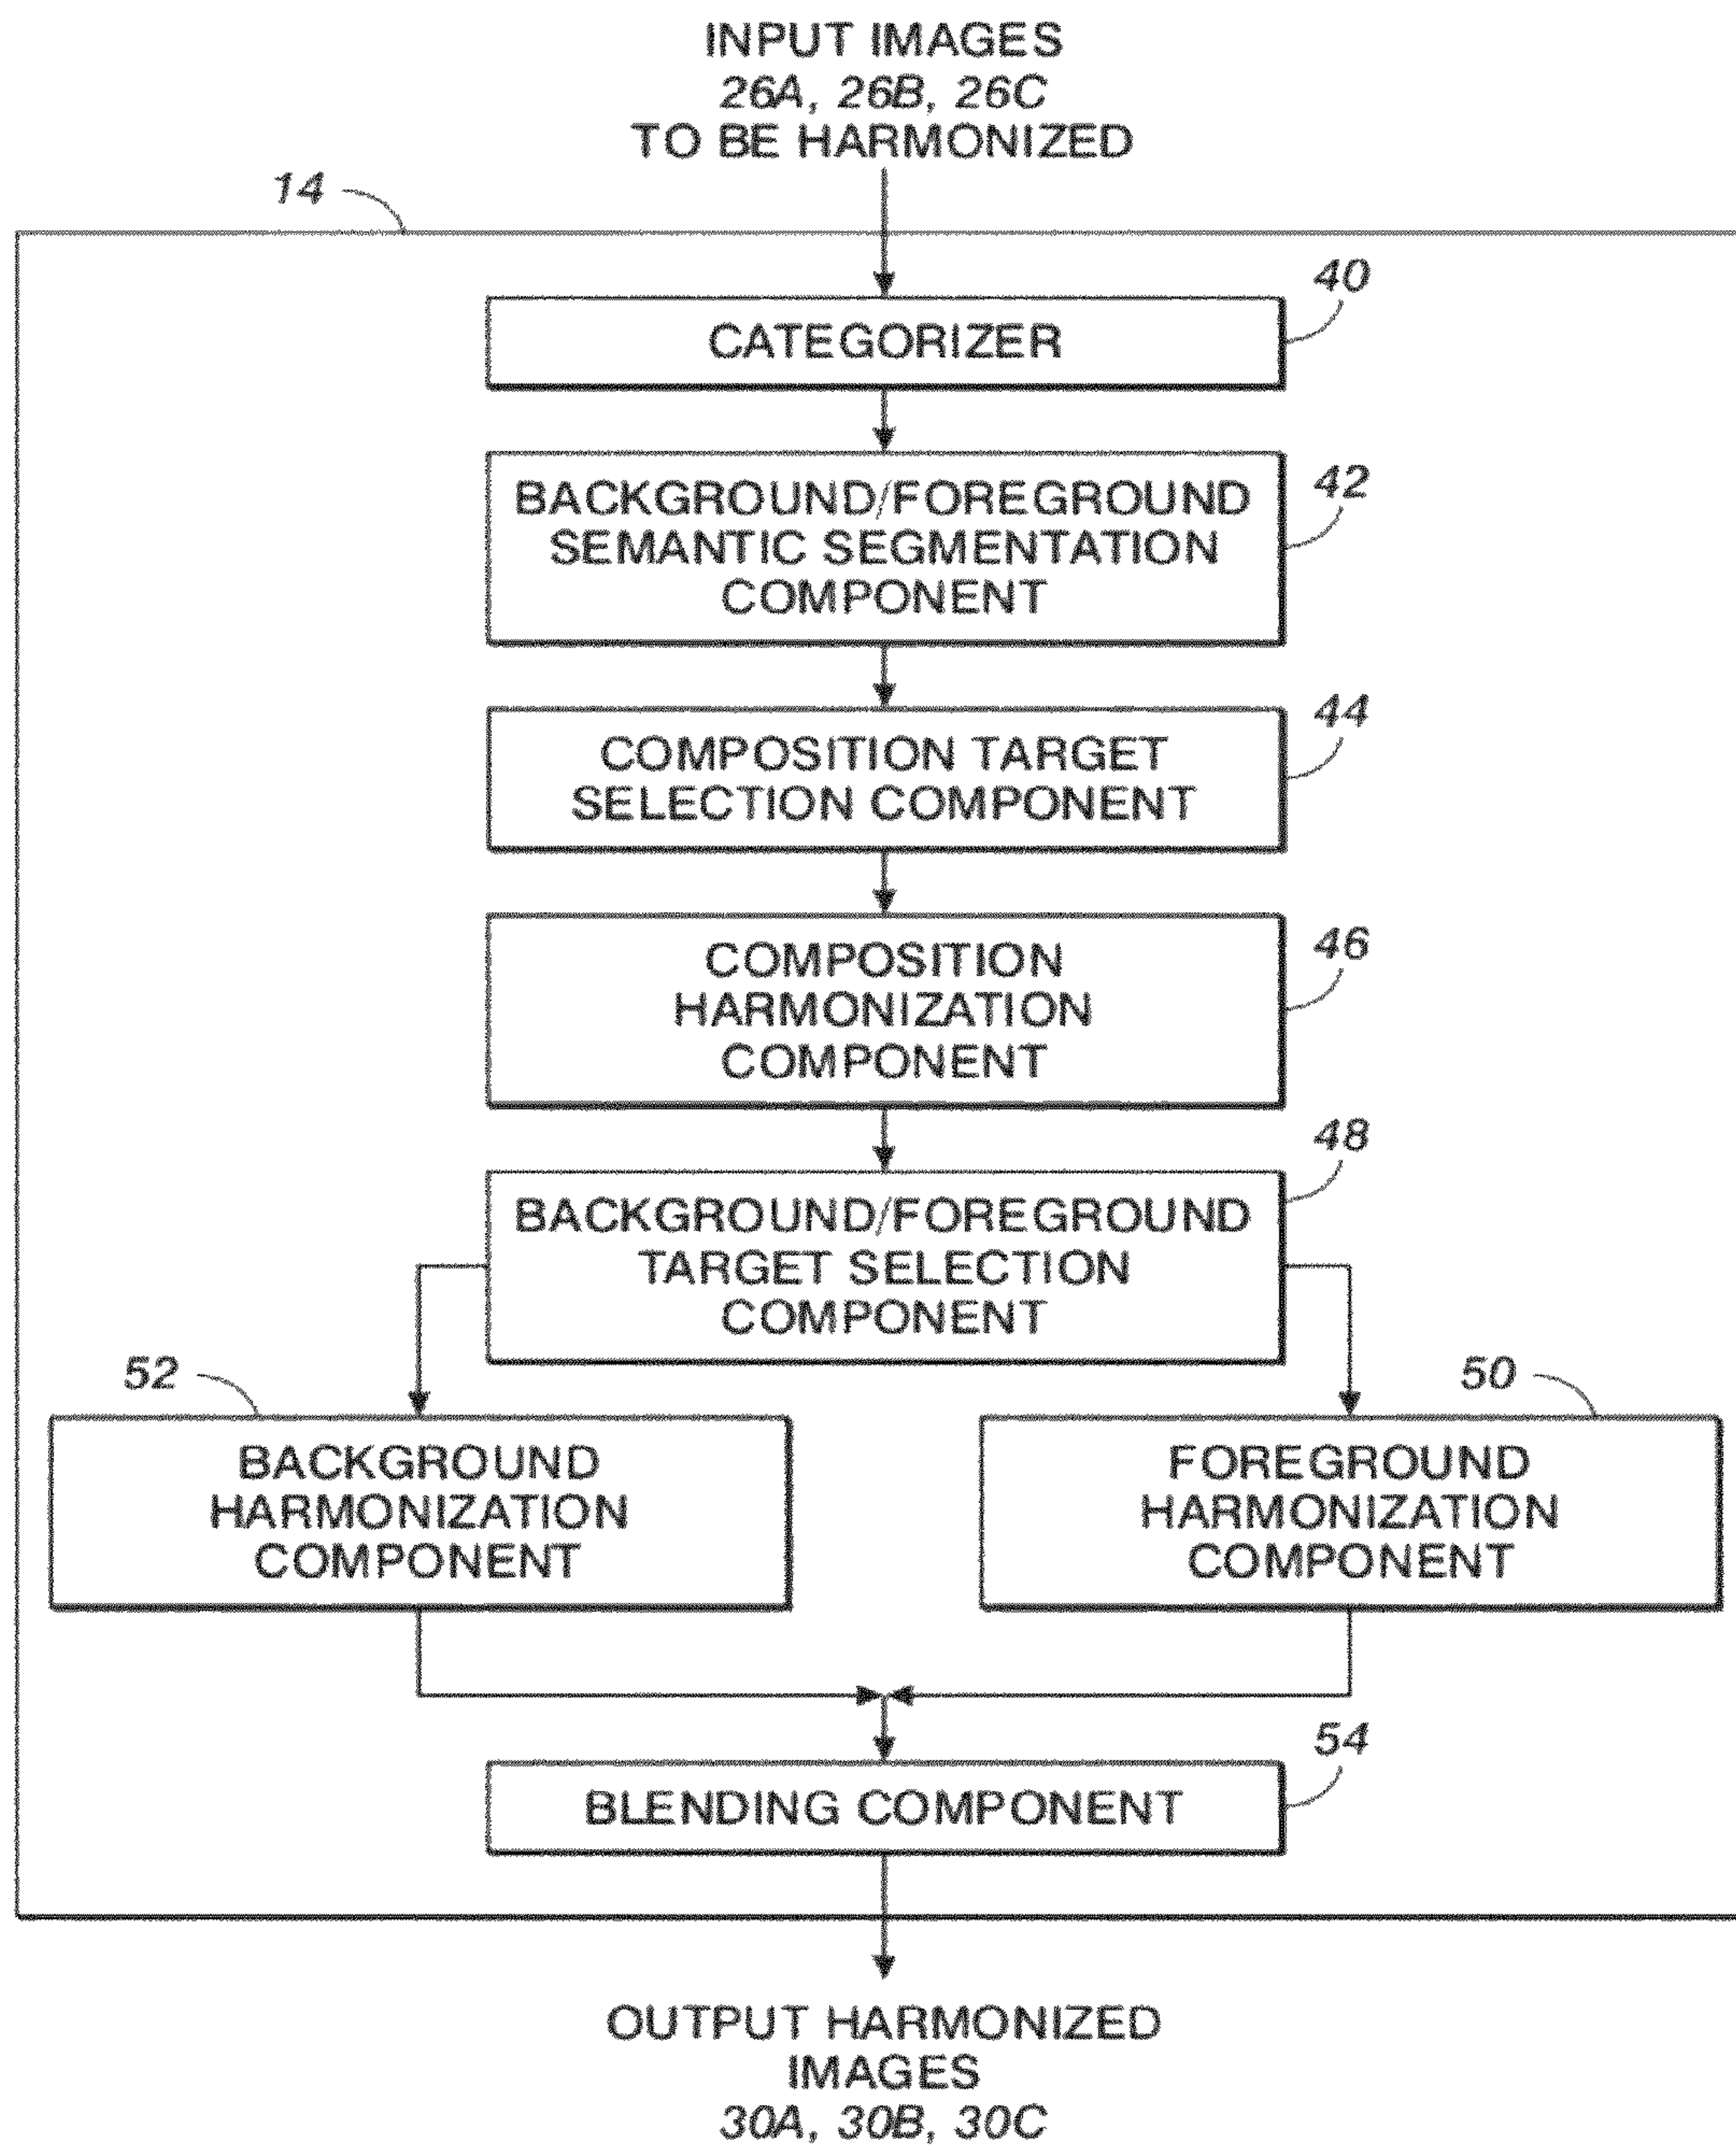 INPUT IMAGES
26A, 26B, 26C
TO BE HARMONIZED
14
40
CATEGORIZER
42
BACKGROUND/FOREGROUND
SEMANTIC SEGMENTATION
COMPONENT
44
COMPOSITION TARGET
SELECTION COMPONENT
46
COMPOSITION
HARMONIZATION
COMPONENT
48
BACKGROUND/FOREGROUND
TARGET SELECTION
COMPONENT
52
BACKGROUND
HARMONIZATION
COMPONENT
50
FOREGROUND
HARMONIZATION
COMPONENT
54
BLENDING COMPONENT
OUTPUT HARMONIZED
IMAGES
30A, 30B, 30C